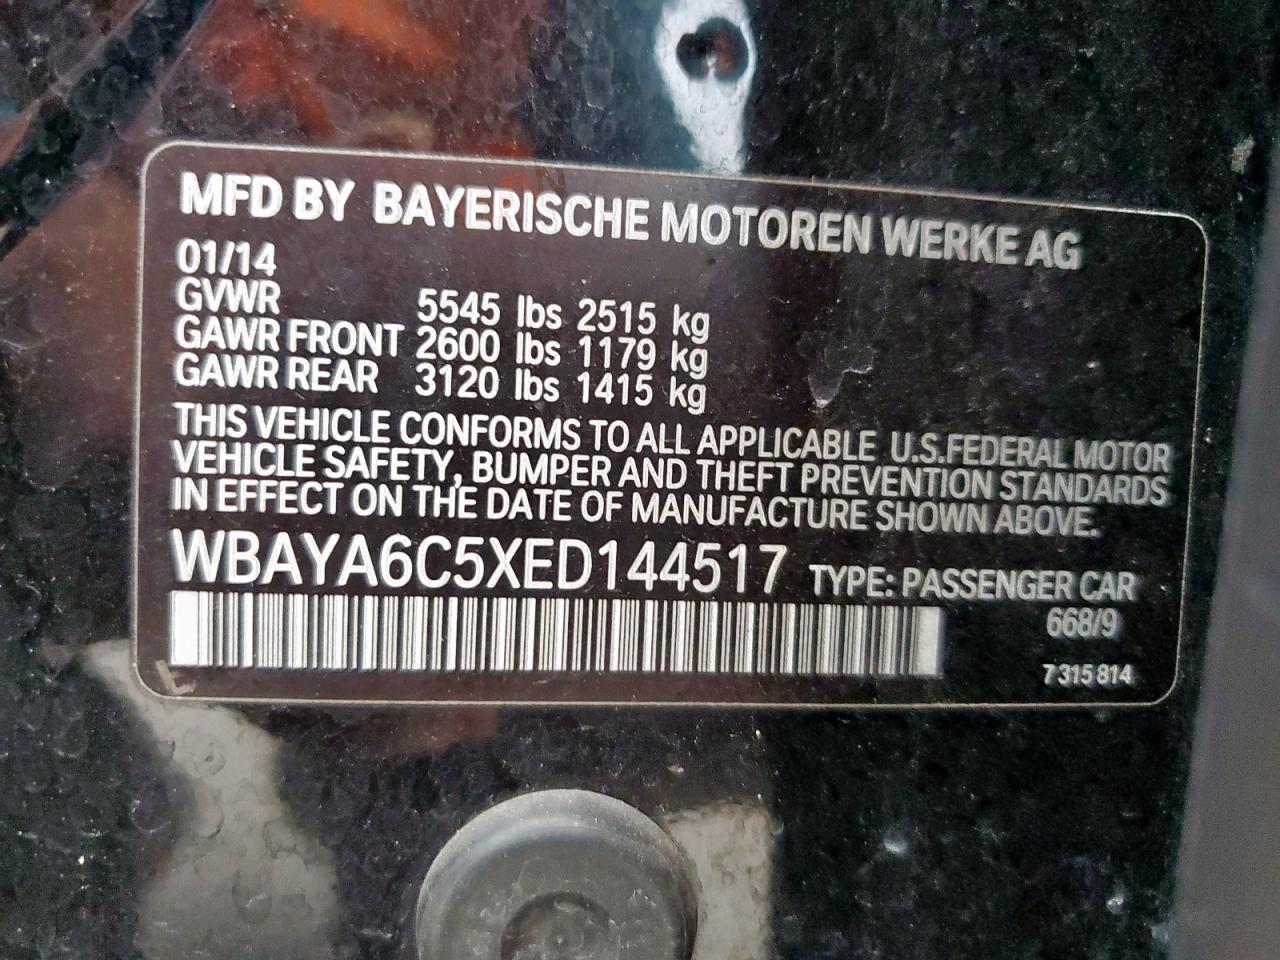 MFD BY BAYERISCHE MOTOREN WERKE AG
01/14
GVWR 5545 lbs 2515 kg
GAWR FRONT 2600 lbs 1179 kg
GAWR REAR 3120 lbs 1415 kg
THIS VEHICLE CONFORMS TO ALL APPLICABLE U.S.FEDERAL MOTOR
VEHICLE SAFETY, BUMPER AND THEFT PREVENTION STANDARDS
IN EFFECT ON THE DATE OF MANUFACTURE SHOWN ABOVE.
WBAYA6C5XED144517 TYPE: PASSENGER CAR
668/9
7 315 814